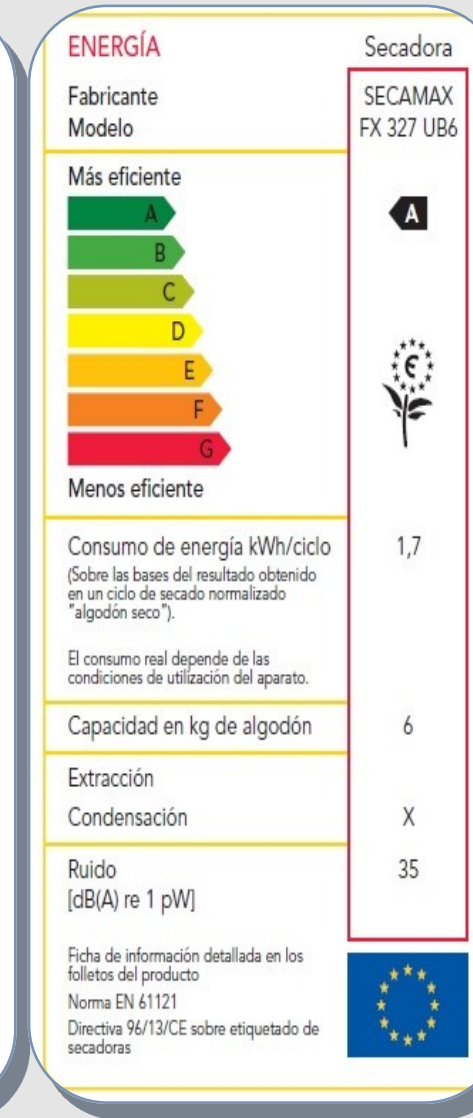 ENERGÍA Secadora
Fabricante SECAMAX
Modelo FX 327 UB6
Más eficiente
A A
B
C
D
E
F
G
Menos eficiente
Consumo de energía kWh/ciclo 1,7
(Sobre las bases del resultado obtenido
en un ciclo de secado normalizado
"algodón seco").
El consumo real depende de las
condiciones de utilización del aparato.
Capacidad en kg de algodón 6
Extracción
Condensación X
Ruido 35
[dB(A) re 1 pW]
Ficha de información detallada en los
folletos del producto
Norma EN 61121
Directiva 96/13/CE sobre etiquetado de
secadoras